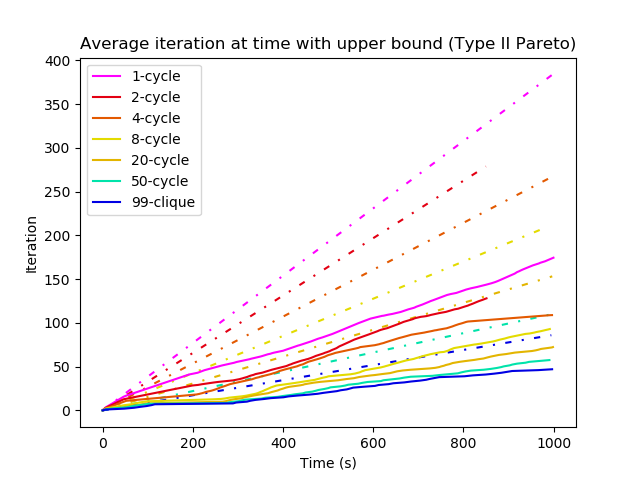 Average iteration at time with upper bound (Type II Pareto)
400
350
300
250
200
150
100
50
0
Iteration
1-cycle
2-cycle
4-cycle
8-cycle
20-cycle
50-cycle
99-clique
0 200 400 600 800 1000
Time (s)